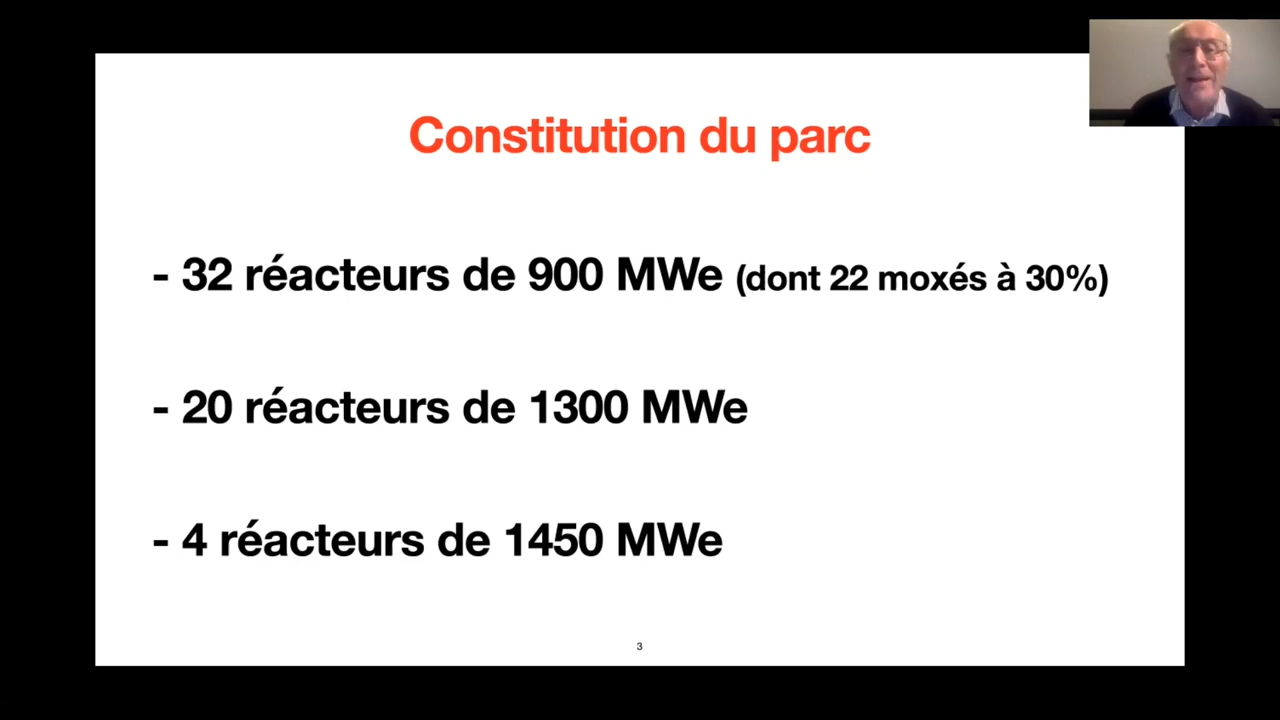 Constitution du parc
- 32 réacteurs de 900 MWe (dont 22 moxés à 30%)
- 20 réacteurs de 1300 MWe
- 4 réacteurs de 1450 MWe
3